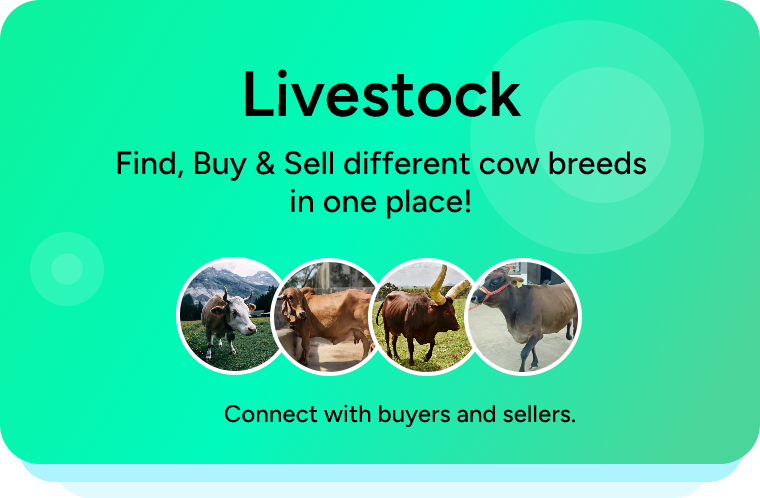 Livestock
Find, Buy & Sell different cow breeds
in one place!
Connect with buyers and sellers.